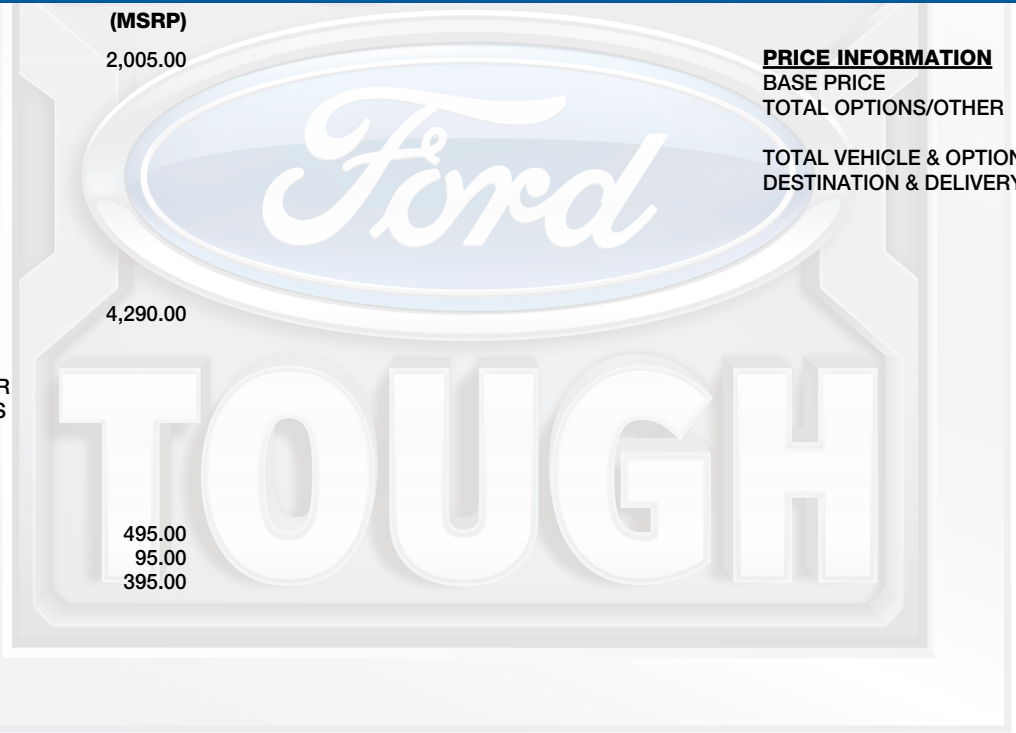 (MSRP)
2,005.00
PRICE INFORMATION
BASE PRICE
TOTAL OPTIONS/OTHER
TOTAL VEHICLE & OPTION
DESTINATION & DELIVERY
Ford
4,290.00
R
S
TOUGH
495.00
95.00
395.00